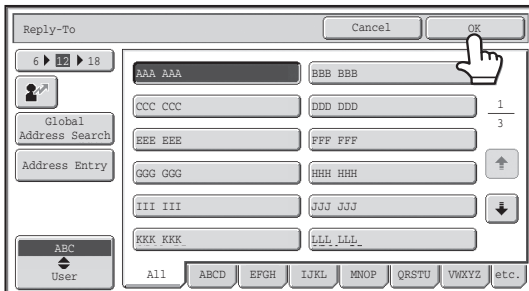 Reply-To
Cancel
OK
6 12 18
AAA AAA
BBB BBB
CCC CCC
DDD DDD
1
3
Global
Address Search
EEE EEE
FFF FFF
Address Entry
GGG GGG
HHH HHH
III III
JJJ JJJ
KKK KKK
LLL LLL
ABC
User
All
ABCD
EFGH
IJKL
MNOP
QRSTU
VWXYZ
etc.